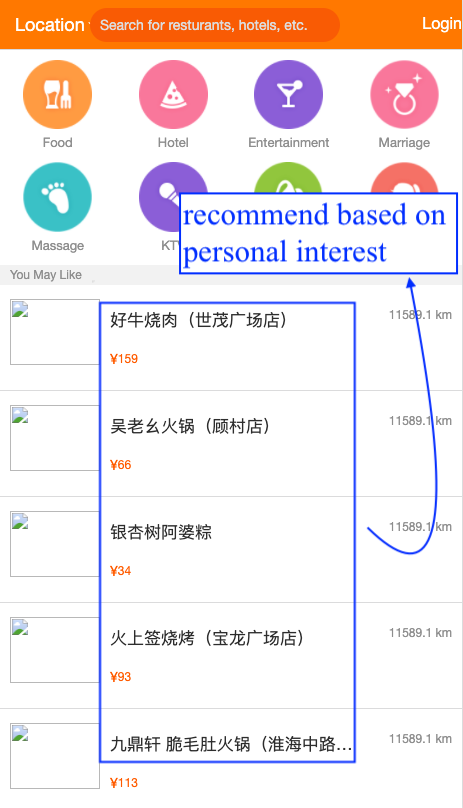 Location
Search for resturants, hotels, etc.
Login
Food
Hotel
Entertainment
Marriage
Massage
recommend based on
personal interest
You May Like
好牛烧肉（世茂广场店）
11589.1 km
¥159
吴老幺火锅（顾村店）
11589.1 km
¥66
银杏树阿婆粽
11589.1 km
¥34
火上签烧烤（宝龙广场店）
11589.1 km
¥93
九鼎轩 脆毛肚火锅（淮海中路...
11589.1 km
¥113